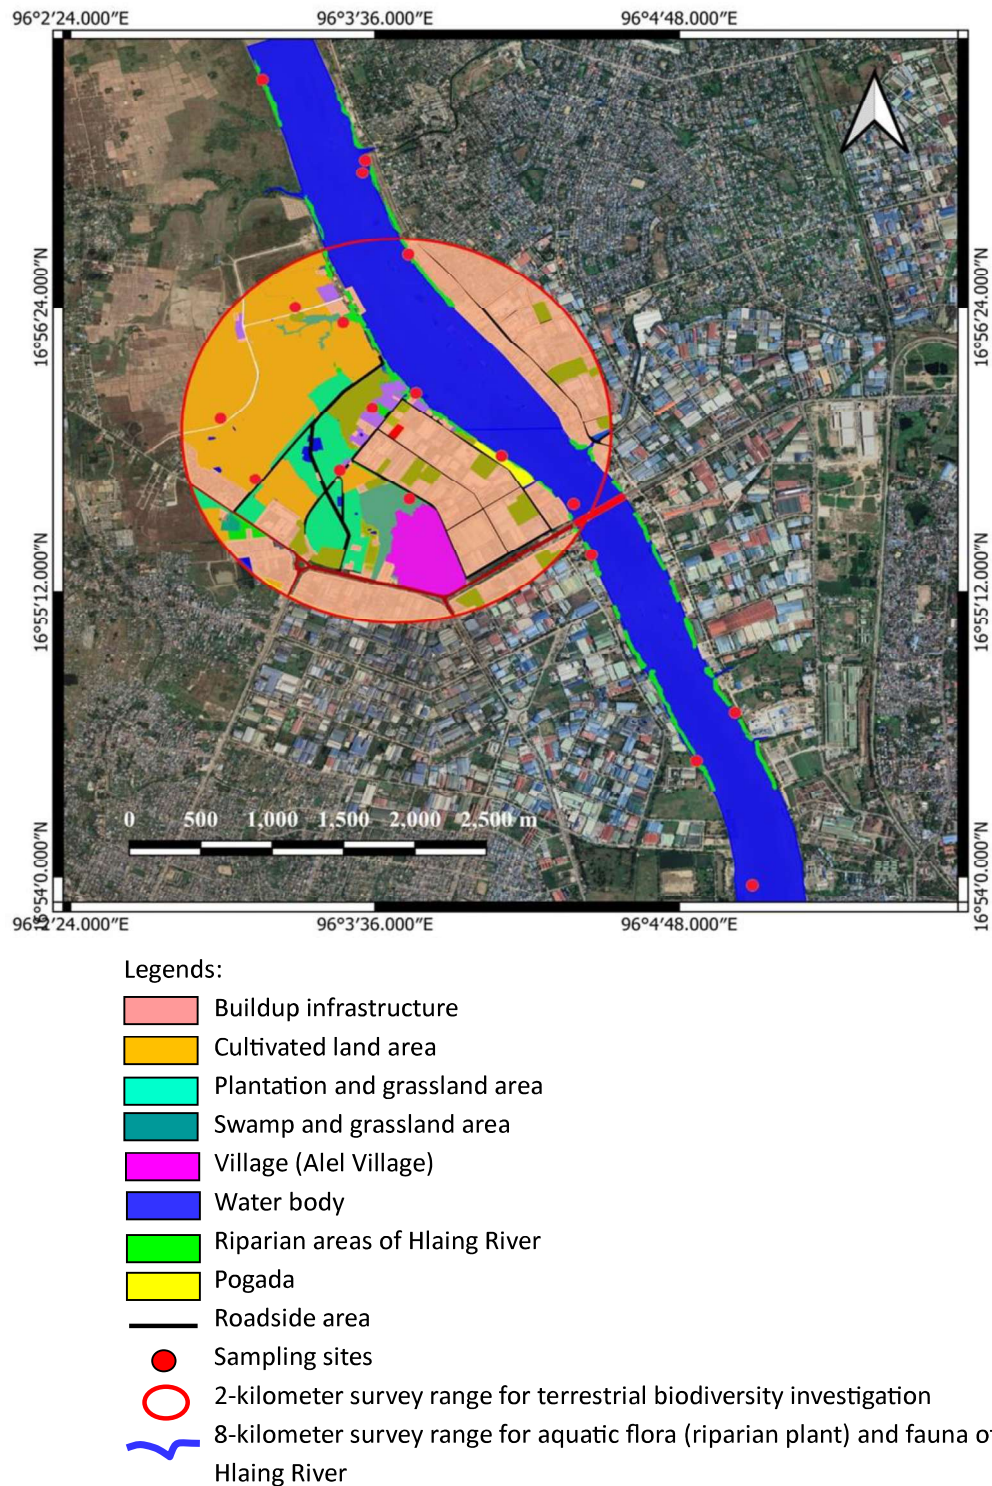 96°2′24.000″E 96°3′36.000″E 96°4′48.000″E
16°56′24.000″N 16°56′24.000″N
16°55′12.000″N 16°55′12.000″N
0 500 1,000 1,500 2,000 2,500 m
16°54′0.000″N 16°54′0.000″N
96°2′24.000″E 96°3′36.000″E 96°4′48.000″E
Legends:
Buildup infrastructure
Cultivated land area
Plantation and grassland area
Swamp and grassland area
Village (Alel Village)
Water body
Riparian areas of Hlaing River
Pogada
Roadside area
Sampling sites
2-kilometer survey range for terrestrial biodiversity investigation
8-kilometer survey range for aquatic flora (riparian plant) and fauna of
Hlaing River